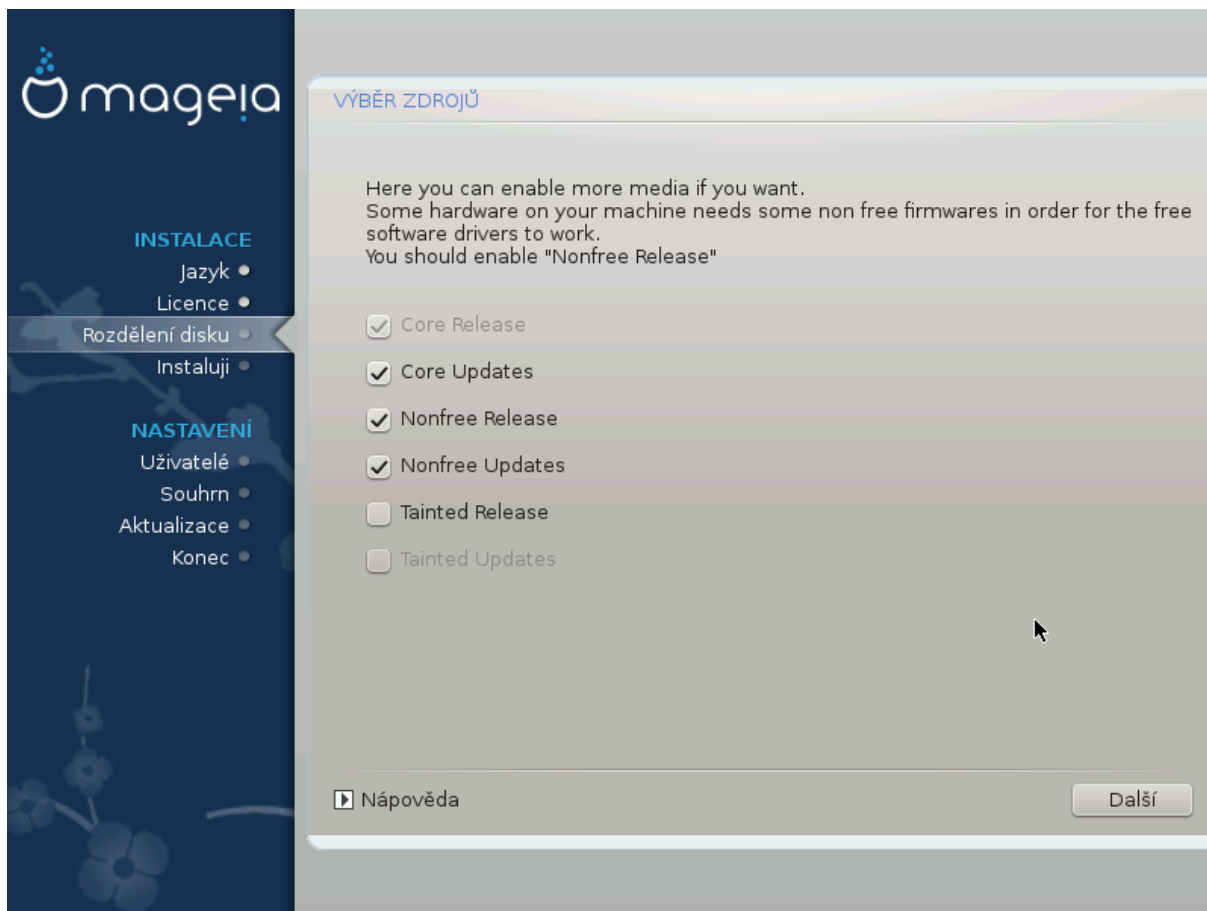 mageia
INSTALACE
Jazyk
Licence
Rozdělení disku
Instaluji
NASTAVENÍ
Uživatelé
Souhrn
Aktualizace
Konec
VÝBĚR ZDROJŮ
Here you can enable more media if you want.
Some hardware on your machine needs some non free firmwares in order for the free
software drivers to work.
You should enable "Nonfree Release"
Core Release
Core Updates
Nonfree Release
Nonfree Updates
Tainted Release
Tainted Updates
Nápověda
Další